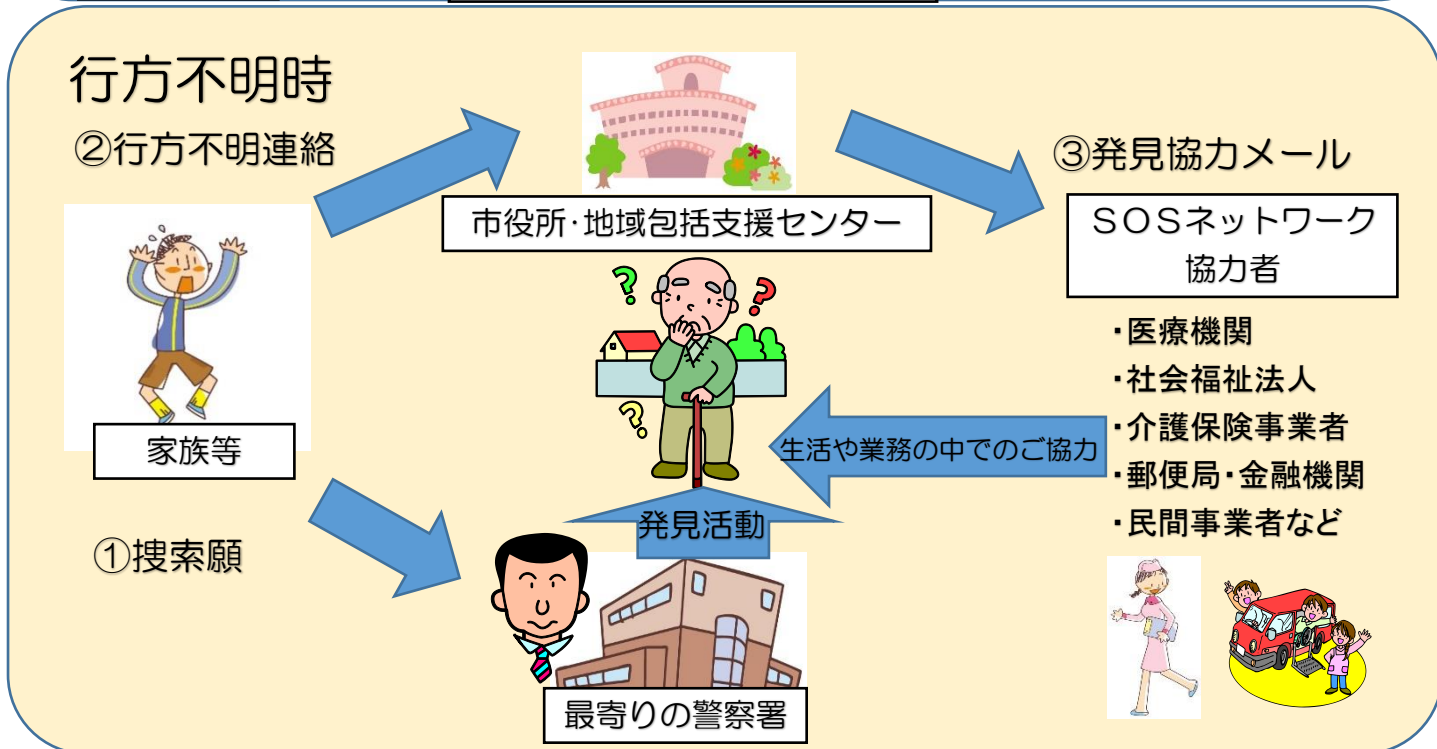 行方不明時
②行方不明連絡
③発見協力メール
市役所・地域包括支援センター
ＳＯＳネットワーク
協力者
・医療機関
・社会福祉法人
・介護保険事業者
・郵便局・金融機関
・民間事業者など
生活や業務の中でのご協力
家族等
発見活動
①捜索願
最寄りの警察署